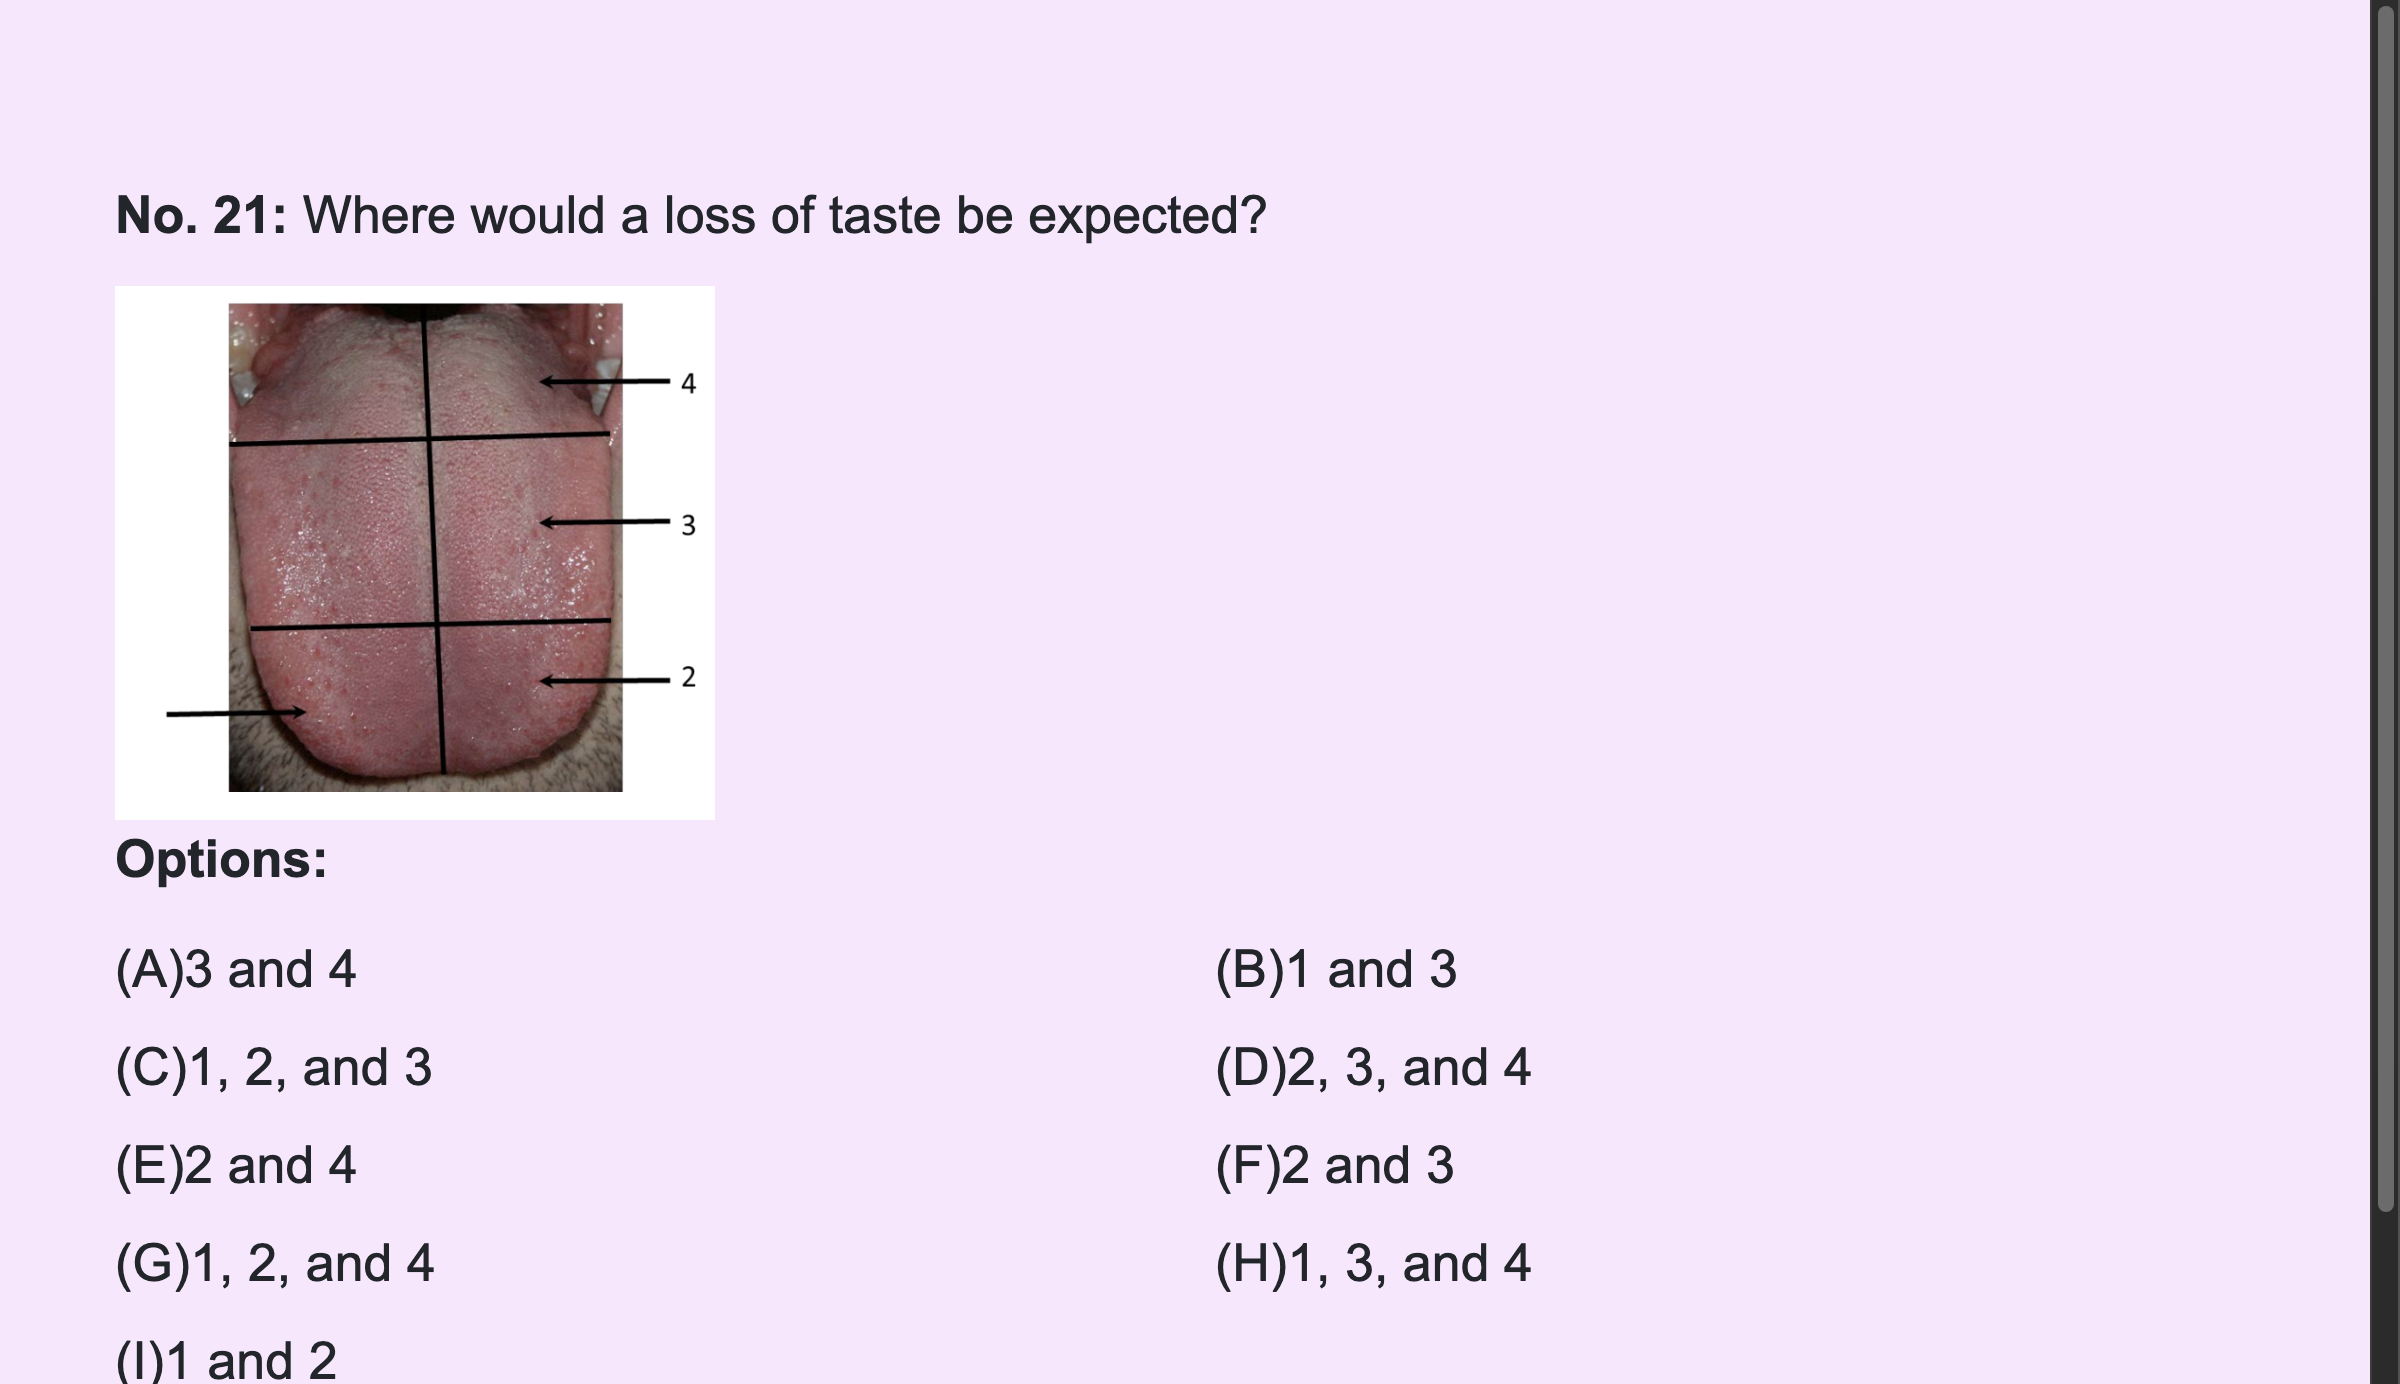 No. 21: Where would a loss of taste be expected?
4
3
2
Options:
(A)3 and 4
(B)1 and 3
(C)1, 2, and 3
(D)2, 3, and 4
(E)2 and 4
(F)2 and 3
(G)1, 2, and 4
(H)1, 3, and 4
(I)1 and 2